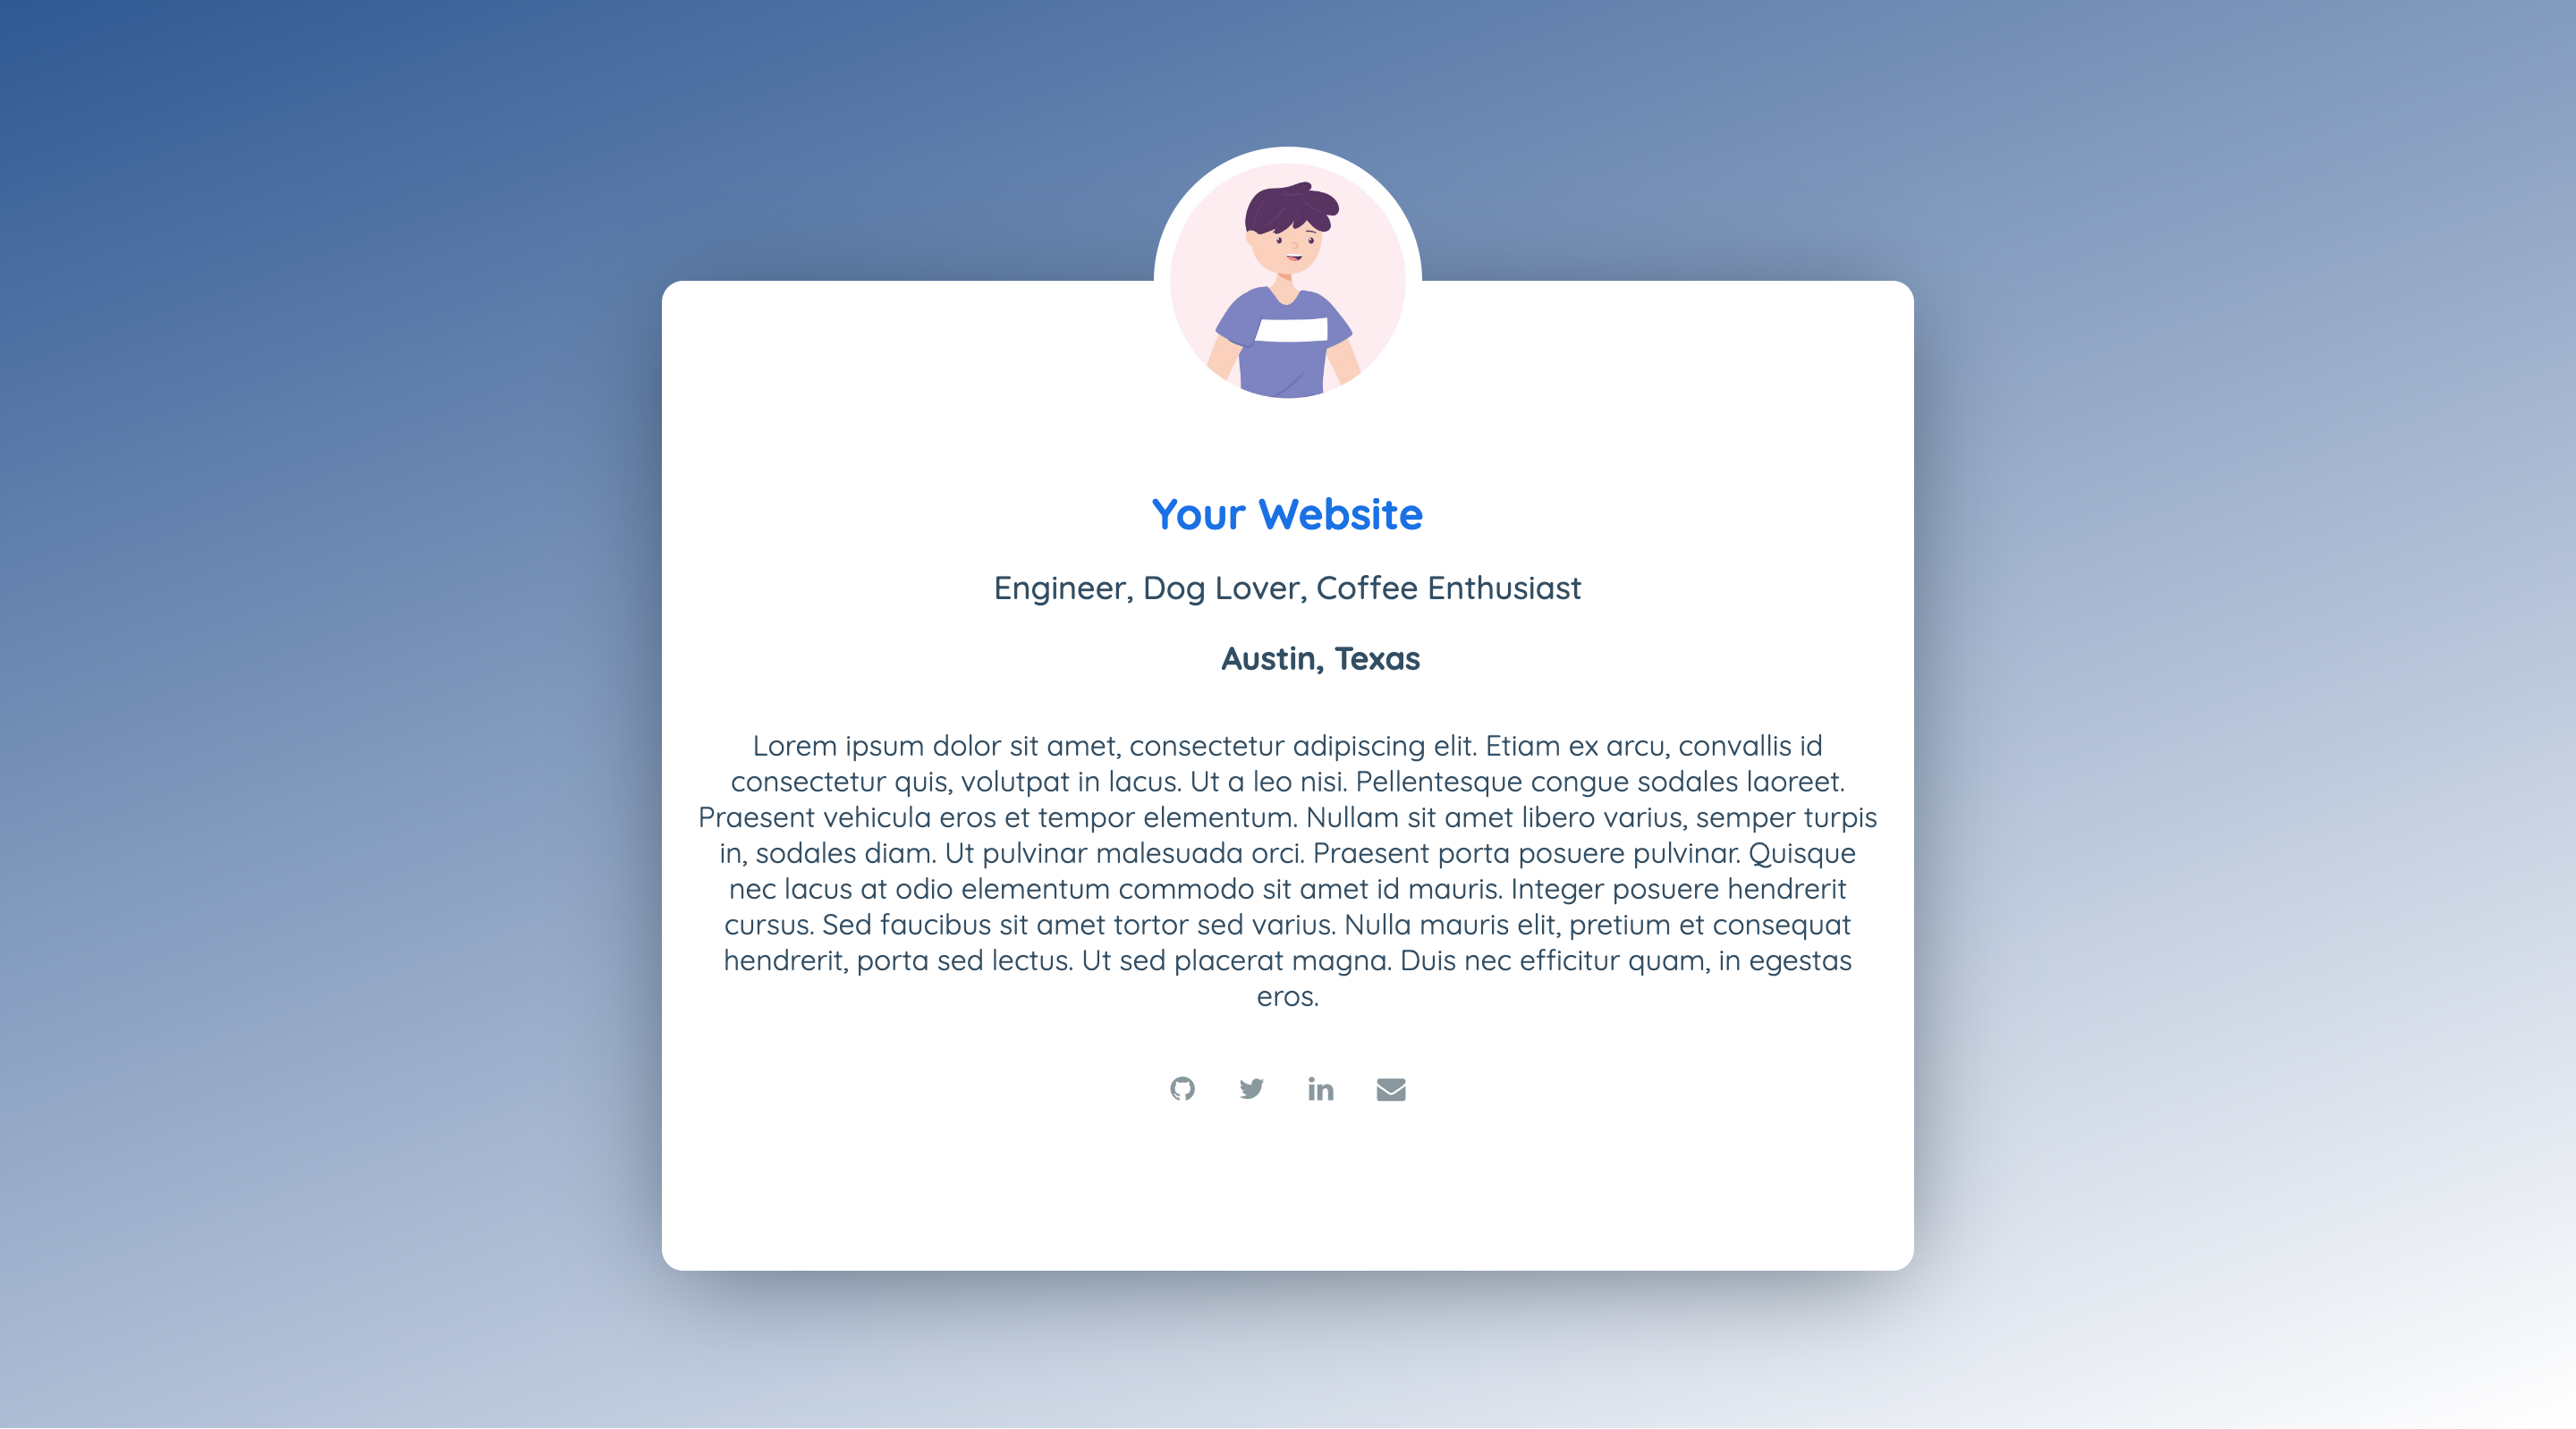 Your Website
Engineer, Dog Lover, Coffee Enthusiast
Austin, Texas
Lorem ipsum dolor sit amet, consectetur adipiscing elit. Etiam ex arcu, convallis id
consectetur quis, volutpat in lacus. Ut a leo nisi. Pellentesque congue sodales laoreet.
Praesent vehicula eros et tempor elementum. Nullam sit amet libero varius, semper turpis
in, sodales diam. Ut pulvinar malesuada orci. Praesent porta posuere pulvinar. Quisque
nec lacus at odio elementum commodo sit amet id mauris. Integer posuere hendrerit
cursus. Sed faucibus sit amet tortor sed varius. Nulla mauris elit, pretium et consequat
hendrerit, porta sed lectus. Ut sed placerat magna. Duis nec efficitur quam, in egestas
eros.